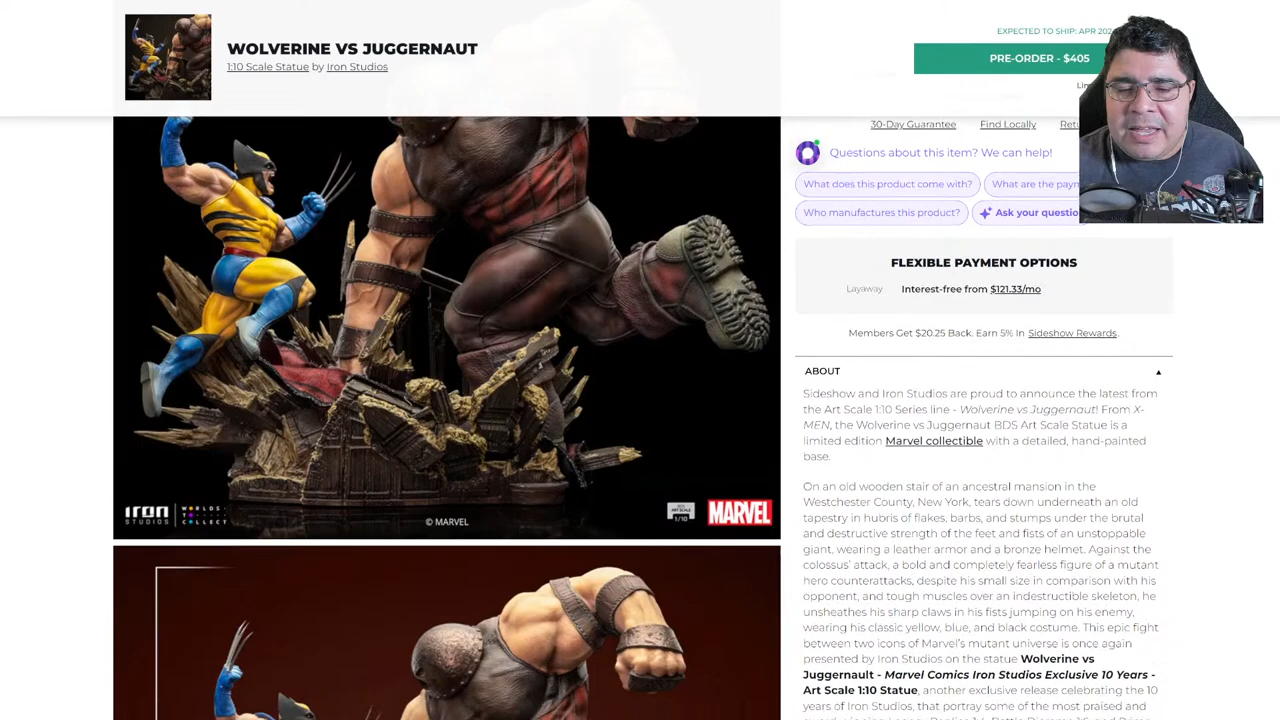 WOLVERINE VS JUGGERNAUT
1:10 Scale Statue by Iron Studios
EXPECTED TO SHIP: APR
PRE-ORDER - $405
30-Day Guarantee
Find Locally
Questions about this item? We can help!
What does this product come with?
What are the
Who manufactures this product?
Ask your
FLEXIBLE PAYMENT OPTIONS
Layaway
Interest-free from $121.33/mo
Members Get $20.25 Back. Earn 5% In Sideshow Rewards.
ABOUT
Sideshow and Iron Studios are proud to announce the latest from
the Art Scale 1:10 Series line - Wolverine vs Juggernaut! From X-
MEN, the Wolverine vs Juggernaut BDS Art Scale Statue is a
limited edition Marvel collectible with a detailed, hand-painted
base.
On an old wooden stair of an ancestral mansion in the
Westchester County, New York, tears down underneath an old
tapestry in hubris of flakes, barbs, and stumps under the brutal
and destructive strength of the feet and fists of an unstoppable
giant, wearing a leather armor and a bronze helmet. Against the
colossus' attack, a bold and completely fearless figure of a mutant
hero counterattacks, despite his small size in comparison with his
opponent, and tough muscles over an indestructible skeleton, he
unsheathes his sharp claws in his fists jumping on his enemy,
wearing his classic yellow, blue, and black costume. This epic fight
between two icons of Marvel's mutant universe is once again
presented by Iron Studios on the statue Wolverine vs
Juggernault - Marvel Comics Iron Studios Exclusive 10 Years -
Art Scale 1:10 Statue, another exclusive release celebrating the 10
years of Iron Studios, that portray some of the most praised and
IRON
STUDIOS
WORLDS
TO
COLLECT
© MARVEL
ART SCALE
1/10
MARVEL